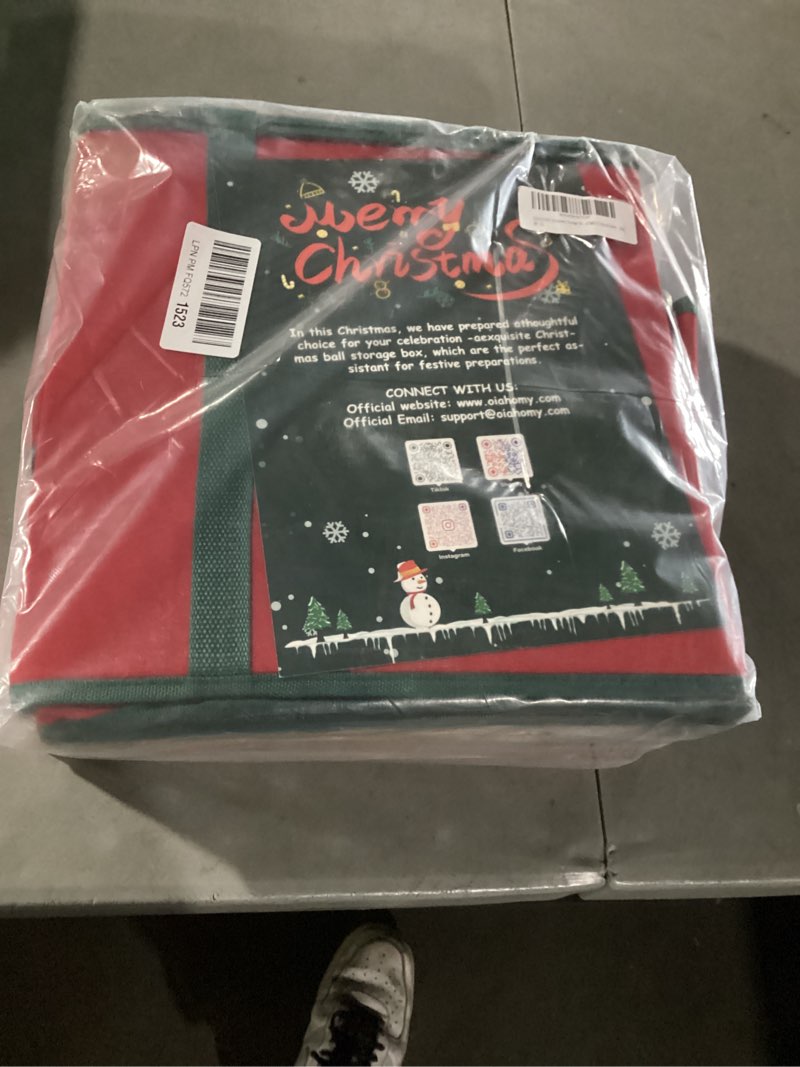 Merry
Christmas
LPN PM FQ572 1523
In this Christmas, we have prepared athoughtful
choice for your celebration -aexquisite Christ-
mas ball storage box, which are the perfect as-
sistant for festive preparations.
CONNECT WITH US:
Official website: www.oiahomy.com
Official Email: support@oiahomy.com
Tiktok
Instagram
Facebook